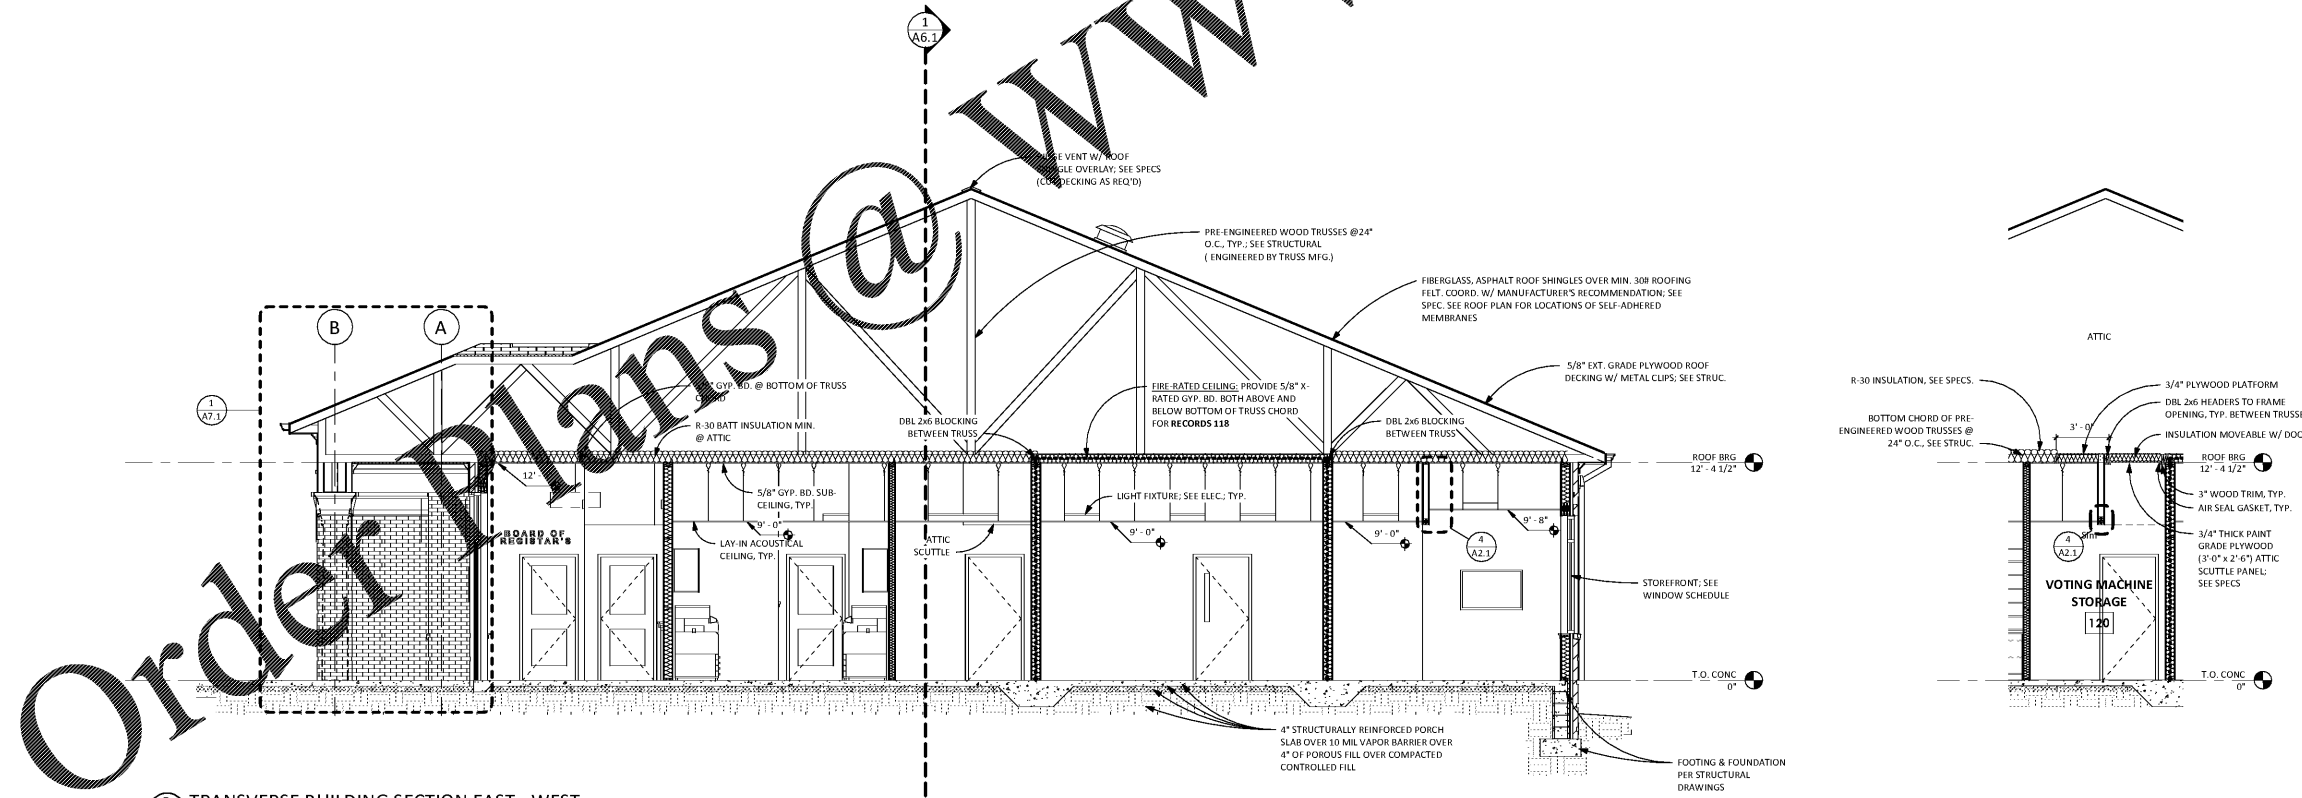 1
A6.1
Order Plans @ WW
VENT W/ ROOF
OVERLAY; SEE SPECS
DECKING AS REQ'D)
PRE-ENGINEERED WOOD TRUSSES @24"
O.C., TYP.; SEE STRUCTURAL
( ENGINEERED BY TRUSS MFG.)
FIBERGLASS, ASPHALT ROOF SHINGLES OVER MIN. 30# ROOFING
FELT. COORD. W/ MANUFACTURER'S RECOMMENDATION; SEE
SPEC. SEE ROOF PLAN FOR LOCATIONS OF SELF-ADHERED
MEMBRANES
5/8" EXT. GRADE PLYWOOD ROOF
DECKING W/ METAL CLIPS; SEE STRUC.
B
A
1
A7.1
GYP. BD. @ BOTTOM OF TRUSS
R-30 BATT INSULATION MIN.
@ ATTIC
FIRE-RATED CEILING: PROVIDE 5/8" X-
RATED GYP. BD. BOTH ABOVE AND
BELOW BOTTOM OF TRUSS CHORD
FOR RECORDS 118
DBL 2x6 BLOCKING
BETWEEN TRUSS
DBL 2x6 BLOCKING
BETWEEN TRUSS
ROOF BRG
12' - 4 1/2"
12' -
5/8" GYP. BD. SUB-
CEILING, TYP.
LIGHT FIXTURE; SEE ELEC.; TYP.
9' - 0"
9' - 0"
9' - 0"
9' - 8"
BOARD OF
REGISTAR'S
LAY-IN ACOUSTICAL
CEILING, TYP.
ATTIC
SCUTTLE
4
A2.1
STOREFRONT; SEE
WINDOW SCHEDULE
T.O. CONC
0"
4" STRUCTURALLY REINFORCED PORCH
SLAB OVER 10 MIL VAPOR BARRIER OVER
4" OF POROUS FILL OVER COMPACTED
CONTROLLED FILL
FOOTING & FOUNDATION
PER STRUCTURAL
DRAWINGS
TRANSVERSE BUILDING SECTION EAST - WEST
ATTIC
R-30 INSULATION, SEE SPECS.
BOTTOM CHORD OF PRE-
ENGINEERED WOOD TRUSSES @
24" O.C., SEE STRUC.
3' - 0"
3/4" PLYWOOD PLATFORM
DBL 2x6 HEADERS TO FRAME
OPENING, TYP. BETWEEN TRUSSE
INSULATION MOVEABLE W/ DOO
ROOF BRG
12' - 4 1/2"
3" WOOD TRIM, TYP.
AIR SEAL GASKET, TYP.
3/4" THICK PAINT
GRADE PLYWOOD
(3'-0" x 2'-6") ATTIC
SCUTTLE PANEL;
SEE SPECS
4
A2.1
Sim
VOTING MACHINE
STORAGE
120
T.O. CONC
0"